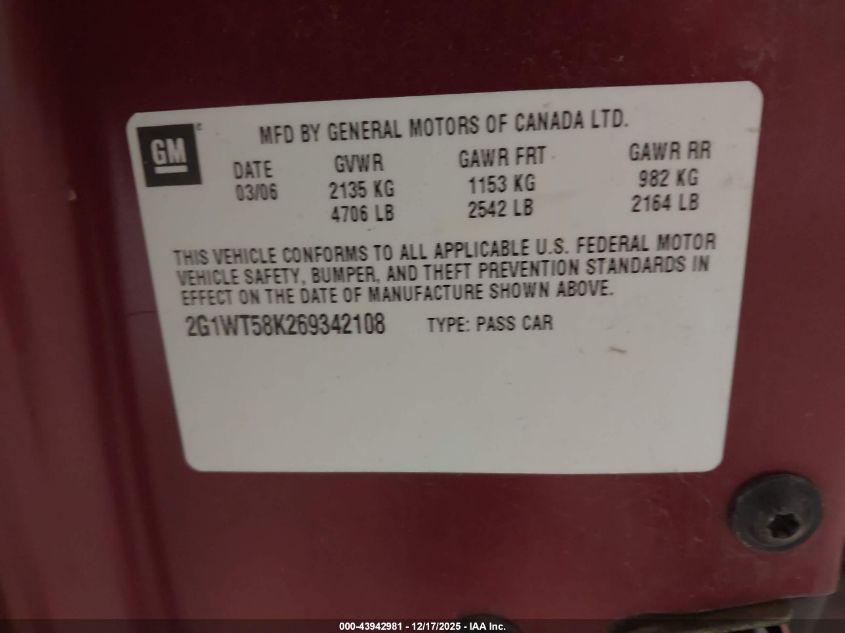 GM
MFD BY GENERAL MOTORS OF CANADA LTD.
DATE GVWR GAWR FRT GAWR RR
03/06 2135 KG 1153 KG 982 KG
4706 LB 2542 LB 2164 LB
THIS VEHICLE CONFORMS TO ALL APPLICABLE U.S. FEDERAL MOTOR
VEHICLE SAFETY, BUMPER, AND THEFT PREVENTION STANDARDS IN
EFFECT ON THE DATE OF MANUFACTURE SHOWN ABOVE.
2G1WT58K269342108 TYPE: PASS CAR
000-43942981 - 12/17/2025 - IAA Inc.